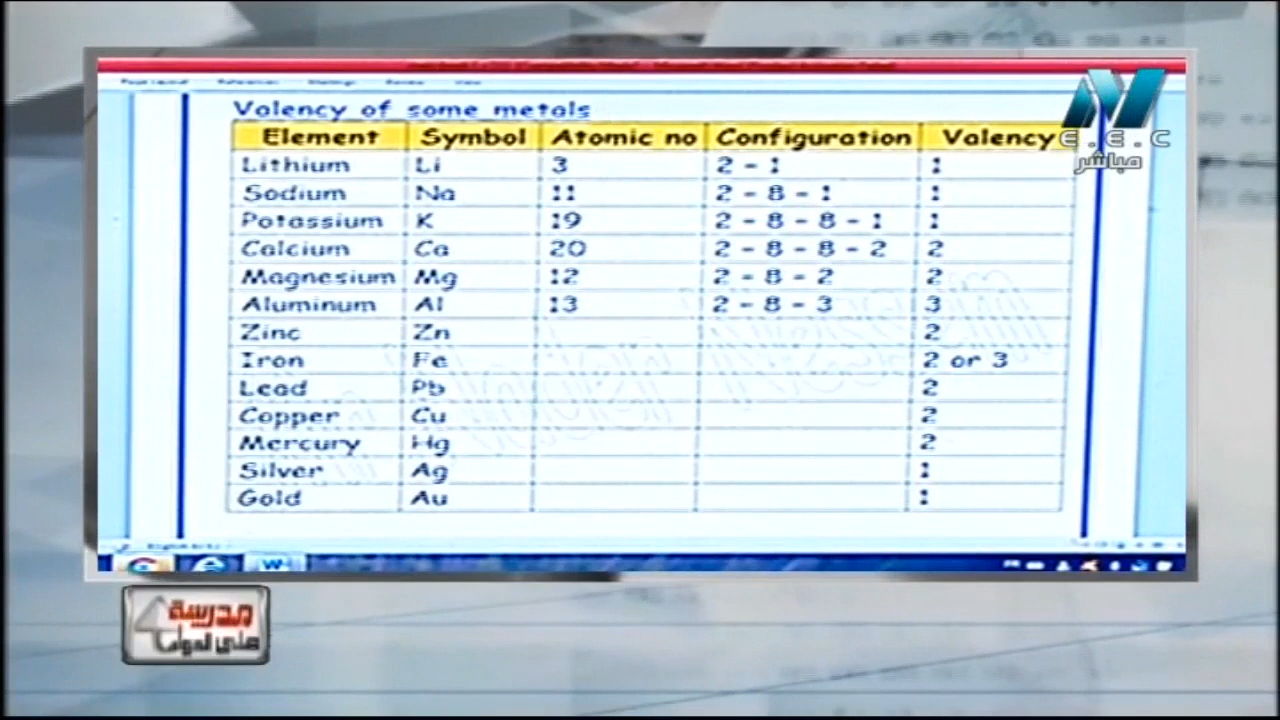 Valency of some metals
Element Symbol Atomic no Configuration Valency
Lithium Li 3 2 - 1 1
Sodium Na 11 2 - 8 - 1 1
Potassium K 19 2 - 8 - 8 - 1 1
Calcium Ca 20 2 - 8 - 8 - 2 2
Magnesium Mg 12 2 - 8 - 2 2
Aluminum Al 13 2 - 8 - 3 3
Zinc Zn 2
Iron Fe 2 or 3
Lead Pb 2
Copper Cu 2
Mercury Hg 2
Silver Ag 1
Gold Au 1
E.E.C
مباشر
مدرسة
على الهواء